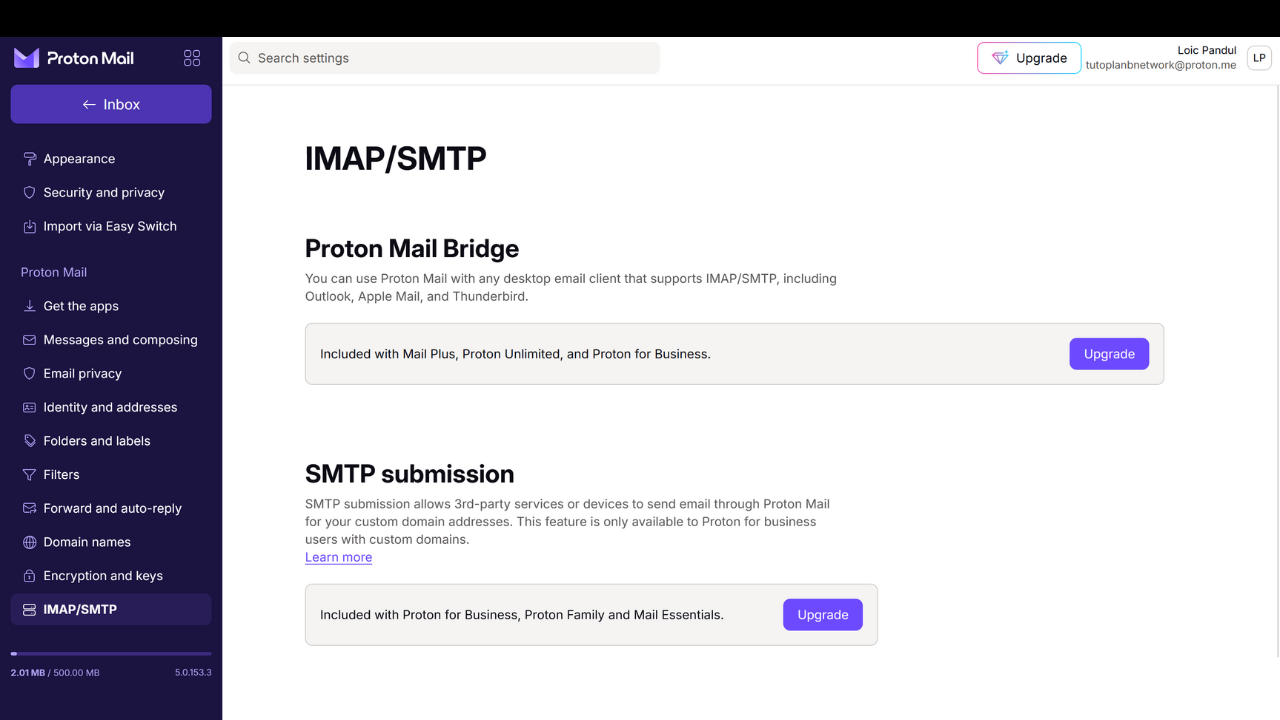 Proton Mail
Search settings
Upgrade
Loic Pandul
tutoplanbnetwork@proton.me
LP
← Inbox
Appearance
Security and privacy
Import via Easy Switch
Proton Mail
Get the apps
Messages and composing
Email privacy
Identity and addresses
Folders and labels
Filters
Forward and auto-reply
Domain names
Encryption and keys
IMAP/SMTP
2.01 MB / 500.00 MB
5.0.153.3
IMAP/SMTP
Proton Mail Bridge
You can use Proton Mail with any desktop email client that supports IMAP/SMTP, including
Outlook, Apple Mail, and Thunderbird.
Included with Mail Plus, Proton Unlimited, and Proton for Business.
Upgrade
SMTP submission
SMTP submission allows 3rd-party services or devices to send email through Proton Mail
for your custom domain addresses. This feature is only available to Proton for business
users with custom domains.
Learn more
Included with Proton for Business, Proton Family and Mail Essentials.
Upgrade